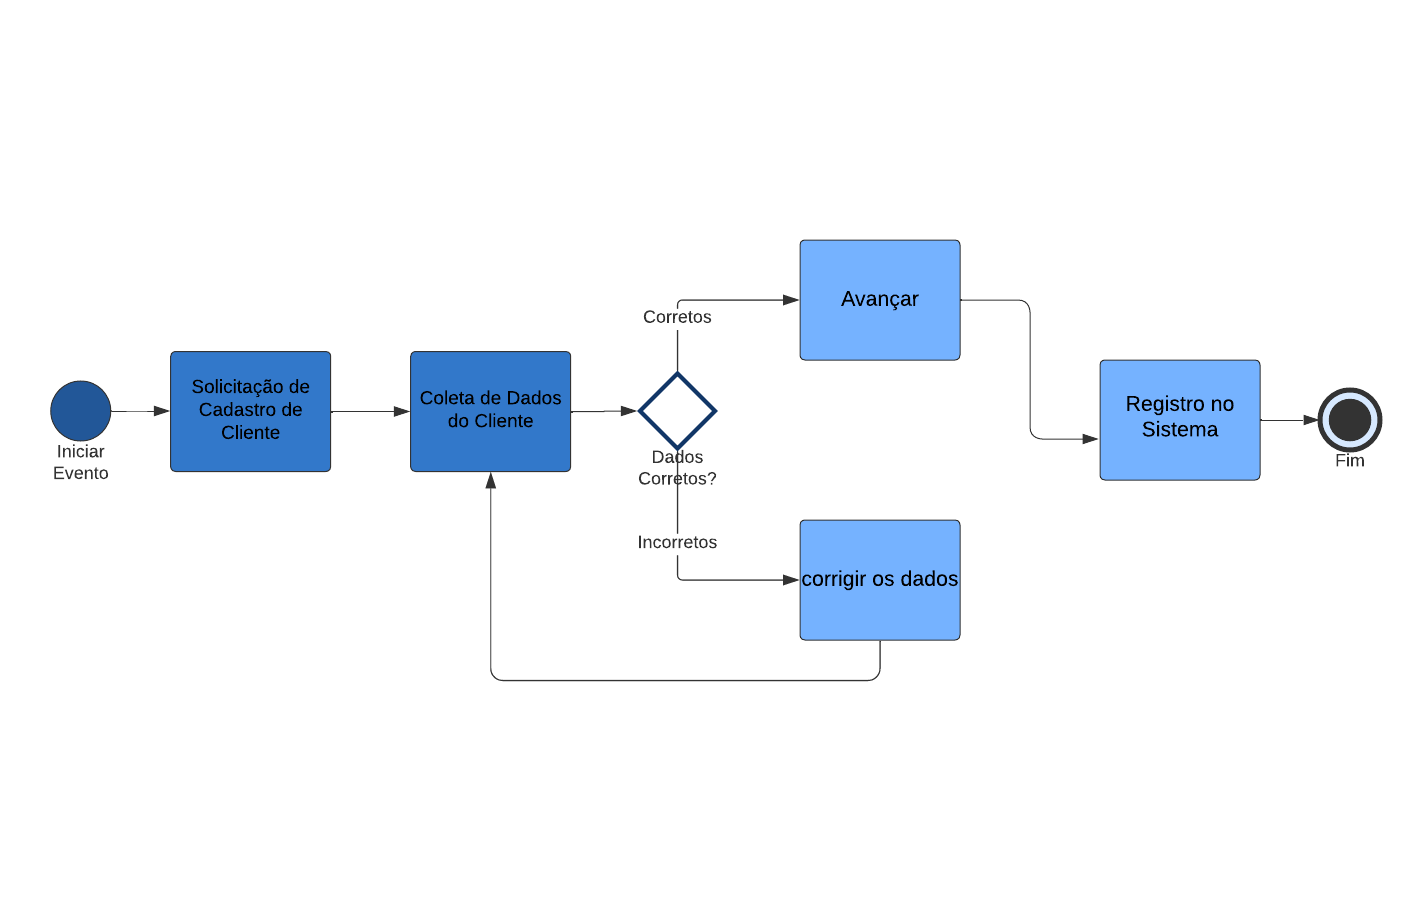 Iniciar
Evento
Solicitação de
Cadastro de
Cliente
Coleta de Dados
do Cliente
Dados
Corretos?
Corretos
Avançar
Incorretos
corrigir os dados
Registro no
Sistema
Fim